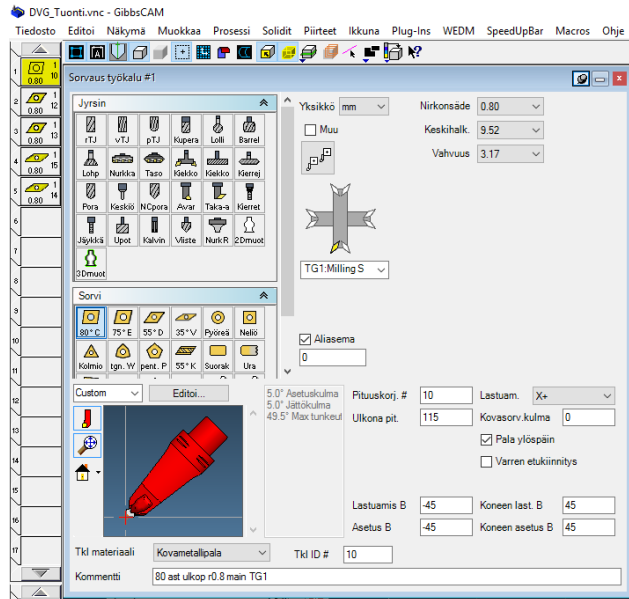 DVG_Tuonti.vnc - GibbsCAM
Tiedosto Editoi Näkymä Muokkaa Prosessi Solidit Piirteet Ikkuna Plug-Ins WEDM SpeedUpBar Macros Ohje
1 1 10 0.80
2 1 12 0.80
3 1 13 0.80
4 1 15 0.80
5 1 14 0.80
6
7
8
9
10
11
12
13
14
15
16
17
Sorvaus työkalu #1
Jyrsin
rTJ vTJ pTJ Kupera Lolli Barrel
Lohp Nurkka Taso Kiekko Kiekko Kierrej
Pora Keskiö NCpora Avar Taka-a Kierret
Jäykkä Upot Kalvin Viiste NurkR 2Dmuot
3Dmuot
Sorvi
80° C 75° E 55° D 35° V Pyöreä Neliö
Kolmio tgn. W pent. P 55° K Suorak Ura
Yksikkö mm
Muu
Nirkonsäde 0.80
Keskihalk. 9.52
Vahvuus 3.17
TG1:Milling S
Aliasema
0
Custom Editoi...
5.0° Asetuskulma
5.0° Jättökulma
49.5° Max tunkeut
Pituuskorj. # 10 Lastuam. X+
Ulkona pit. 115 Kovasorv.kulma 0
Pala ylöspäin
Varren etukiinnitys
Lastuamis B -45 Koneen last. B 45
Asetus B -45 Koneen asetus B 45
Tkl materiaali Kovametallipala Tkl ID # 10
Kommentti 80 ast ulkop r0.8 main TG1